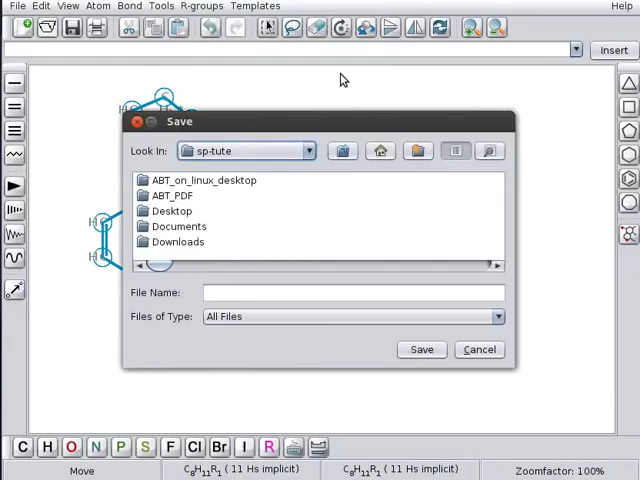 File Edit View Atom Bond Tools R-groups Templates Help
Insert
Save
Look In: sp-tute
ABT_on_linux_desktop
ABT_PDF
Desktop
Documents
Downloads
File Name:
Files of Type: All Files
Save Cancel
C H O N P S F Cl Br I R
Move C8H11R1 ( 11 Hs implicit) C8H11R1 ( 11 Hs implicit) Zoomfactor: 100%